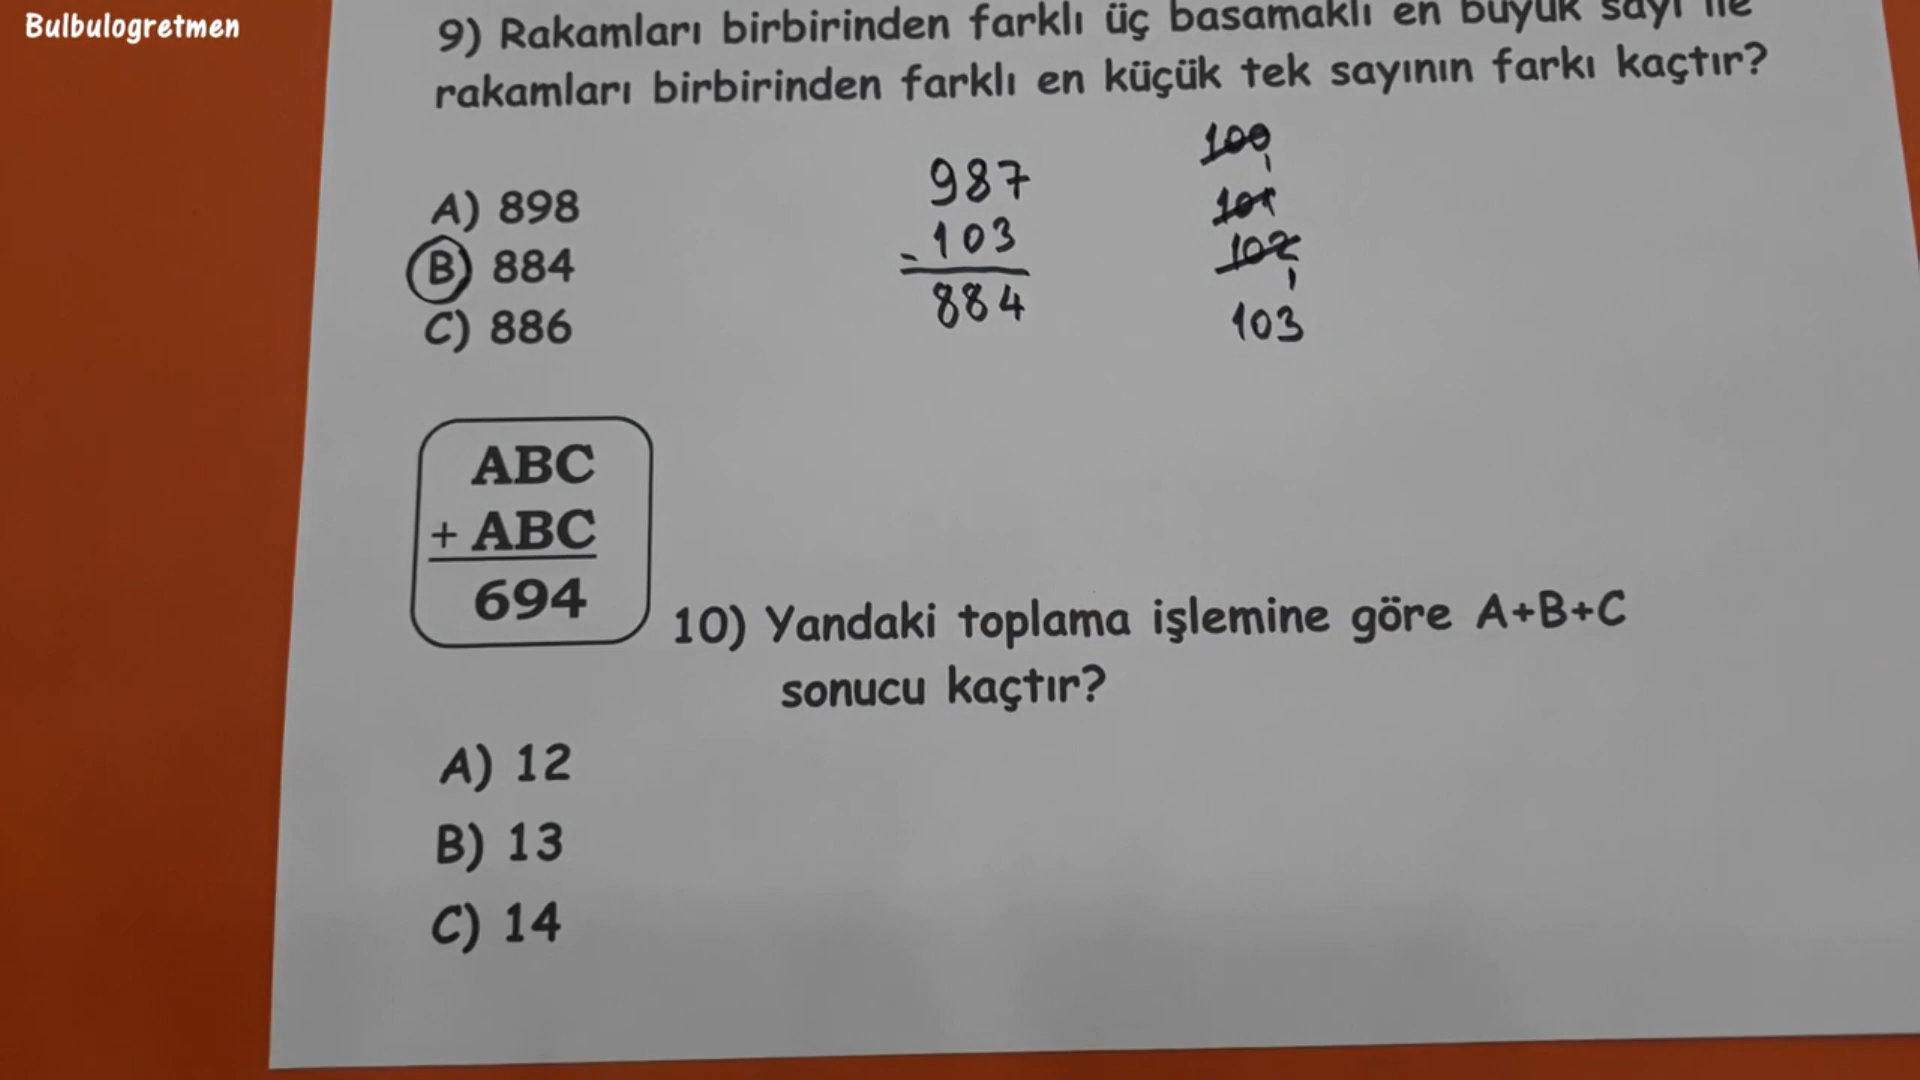 Bulbulogretmen
9) Rakamları birbirinden farklı üç basamaklı en büyük sayı ile
rakamları birbirinden farklı en küçük tek sayının farkı kaçtır?
A) 898
B) 884
C) 886
987
- 103
884
100
101
102
103
ABC
+ ABC
694
10) Yandaki toplama işlemine göre A+B+C
sonucu kaçtır?
A) 12
B) 13
C) 14